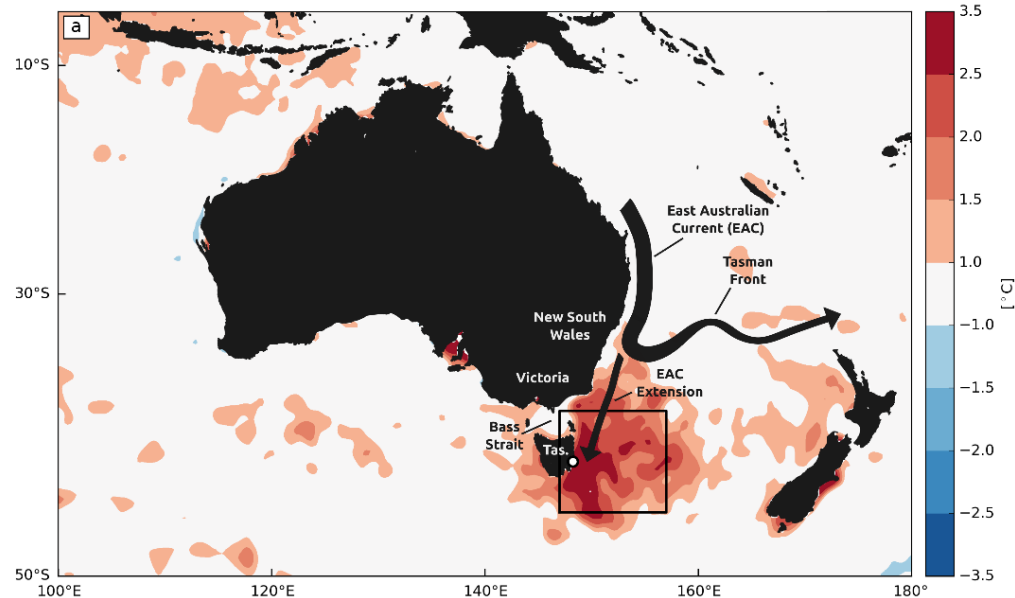 a
10°S
30°S
50°S
100°E
120°E
140°E
160°E
180°
East Australian
Current (EAC)
Tasman
Front
New South
Wales
Victoria
EAC
Extension
Bass
Strait
Tas.
3.5
2.5
2.0
1.5
1.0
−1.0
−1.5
−2.0
−2.5
−3.5
[°C]